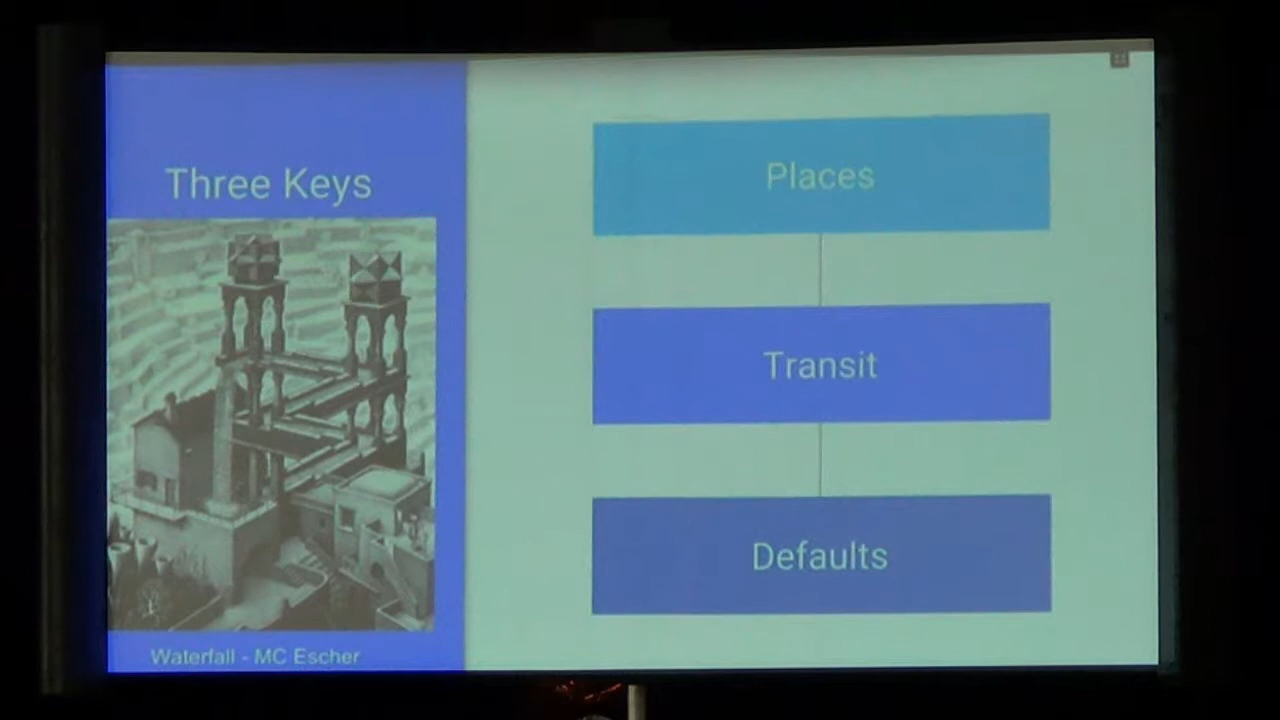 Three Keys
Waterfall - MC Escher
Places
Transit
Defaults